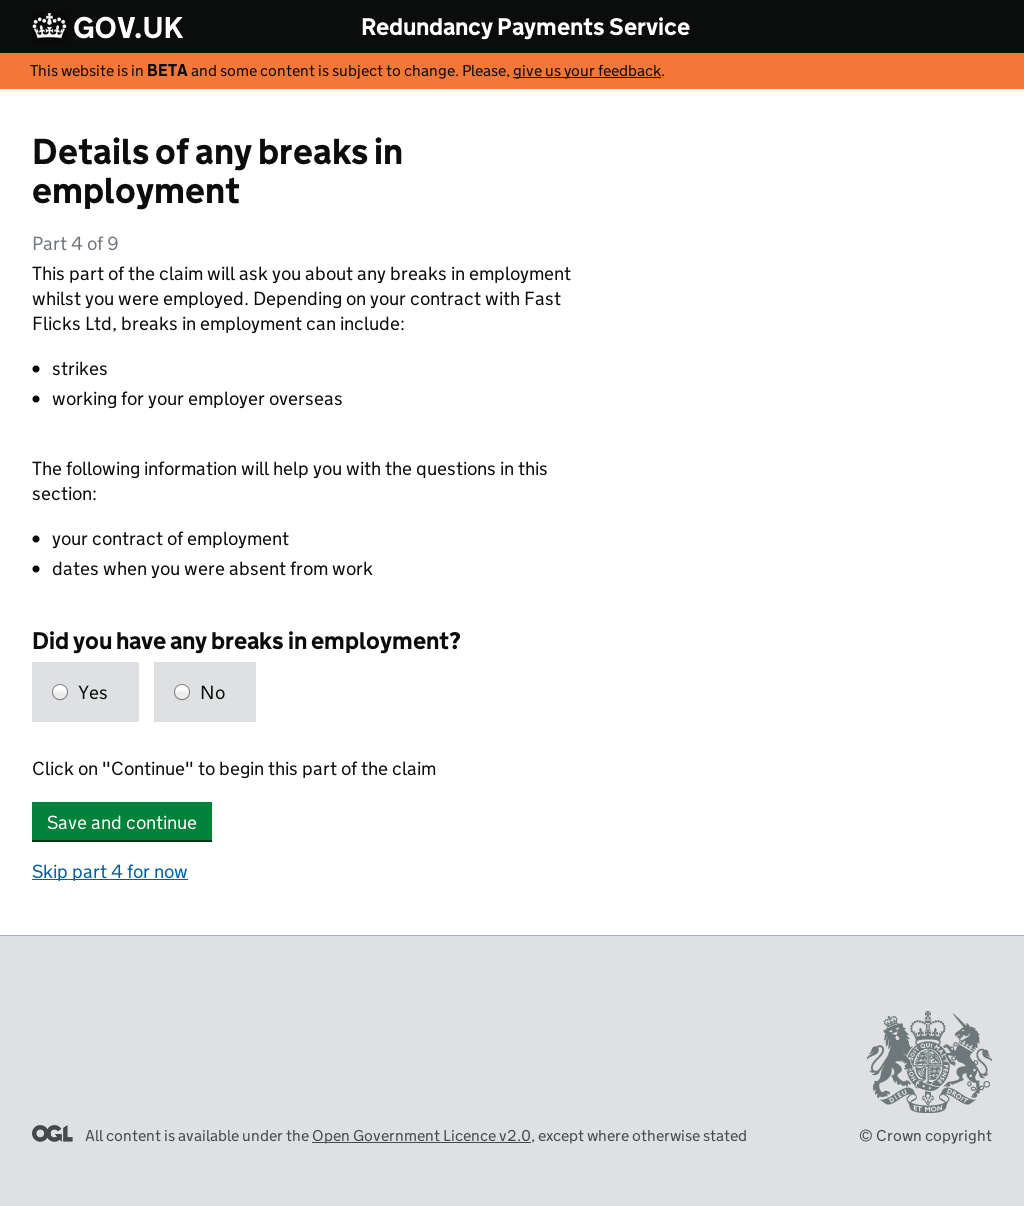 GOV.UK
Redundancy Payments Service
This website is in BETA and some content is subject to change. Please, give us your feedback.
Details of any breaks in
employment
Part 4 of 9
This part of the claim will ask you about any breaks in employment
whilst you were employed. Depending on your contract with Fast
Flicks Ltd, breaks in employment can include:
strikes
working for your employer overseas
The following information will help you with the questions in this
section:
your contract of employment
dates when you were absent from work
Did you have any breaks in employment?
Yes
No
Click on "Continue" to begin this part of the claim
Save and continue
Skip part 4 for now
DIEU
ET MON
DROIT
OGL
All content is available under the Open Government Licence v2.0, except where otherwise stated
© Crown copyright